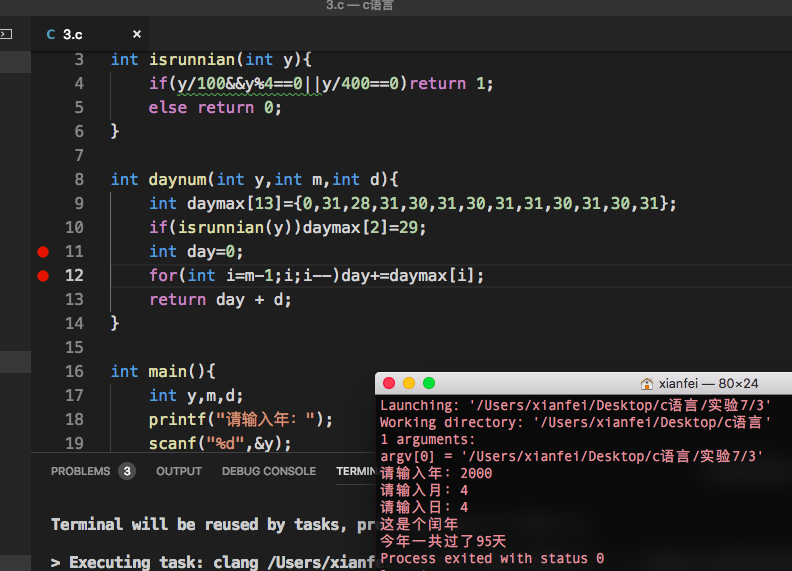 3.c — c语言
C 3.c ×
3 int isrunnian(int y){
4 if(y/100&&y%4==0||y/400==0)return 1;
5 else return 0;
6 }
7
8 int daynum(int y,int m,int d){
9 int daymax[13]={0,31,28,31,30,31,30,31,31,30,31,30,31};
10 if(isrunnian(y))daymax[2]=29;
11 int day=0;
12 for(int i=m-1;i;i--)day+=daymax[i];
13 return day + d;
14 }
15
16 int main(){
17 int y,m,d;
18 printf("请输入年: ");
19 scanf("%d",&y);
PROBLEMS 3 OUTPUT DEBUG CONSOLE TERMIN
Terminal will be reused by tasks, pr
> Executing task: clang /Users/xianf
xianfei — 80×24
Launching: '/Users/xianfei/Desktop/c语言/实验7/3'
Working directory: '/Users/xianfei/Desktop/c语言'
1 arguments:
argv[0] = '/Users/xianfei/Desktop/c语言/实验7/3'
请输入年: 2000
请输入月: 4
请输入日: 4
这是个闰年
今年一共过了95天
Process exited with status 0